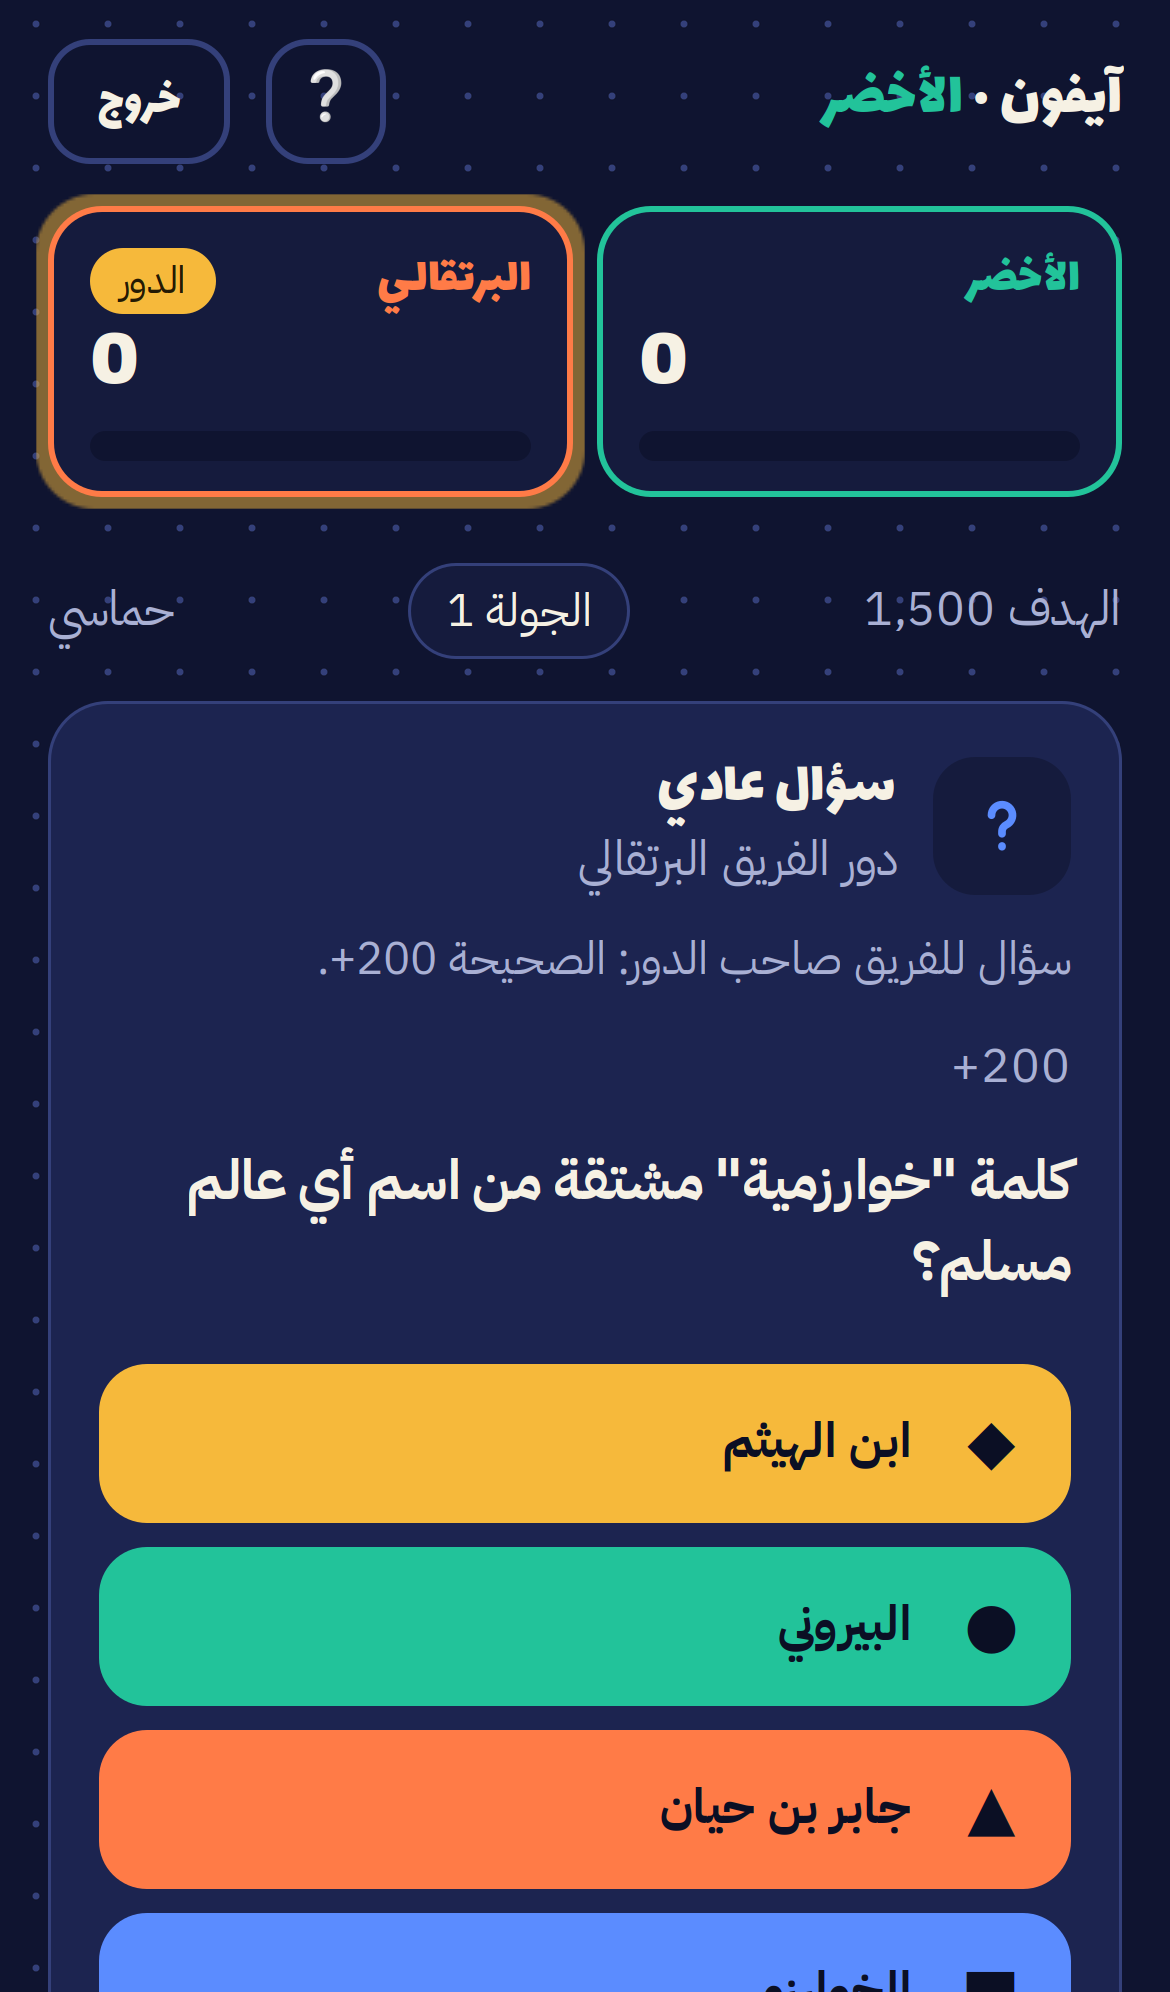 آيفون • الأخضر
?
خروج
الأخضر
0
البرتقالي
الدور
0
الهدف 1,500
الجولة 1
حماسي
?
سؤال عادي
دور الفريق البرتقالي
سؤال للفريق صاحب الدور: الصحيحة 200+.
+200
كلمة "خوارزمية" مشتقة من اسم أي عالم
مسلم؟
ابن الهيثم
البيروني
جابر بن حيان